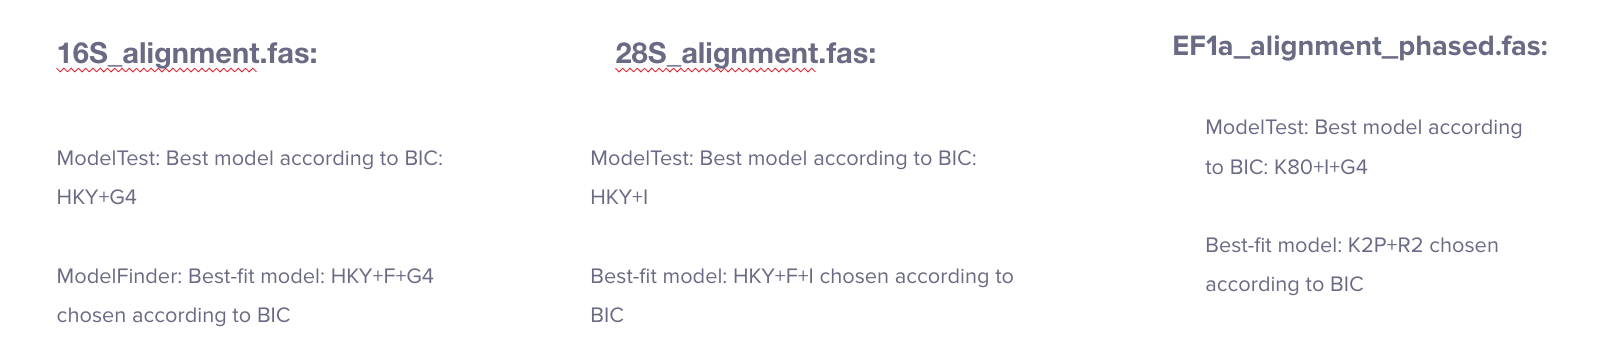 16S_alignment.fas:
ModelTest: Best model according to BIC:
HKY+G4
ModelFinder: Best-fit model: HKY+F+G4
chosen according to BIC
28S_alignment.fas:
ModelTest: Best model according to BIC:
HKY+I
Best-fit model: HKY+F+I chosen according to
BIC
EF1a_alignment_phased.fas:
ModelTest: Best model according
to BIC: K80+I+G4
Best-fit model: K2P+R2 chosen
according to BIC